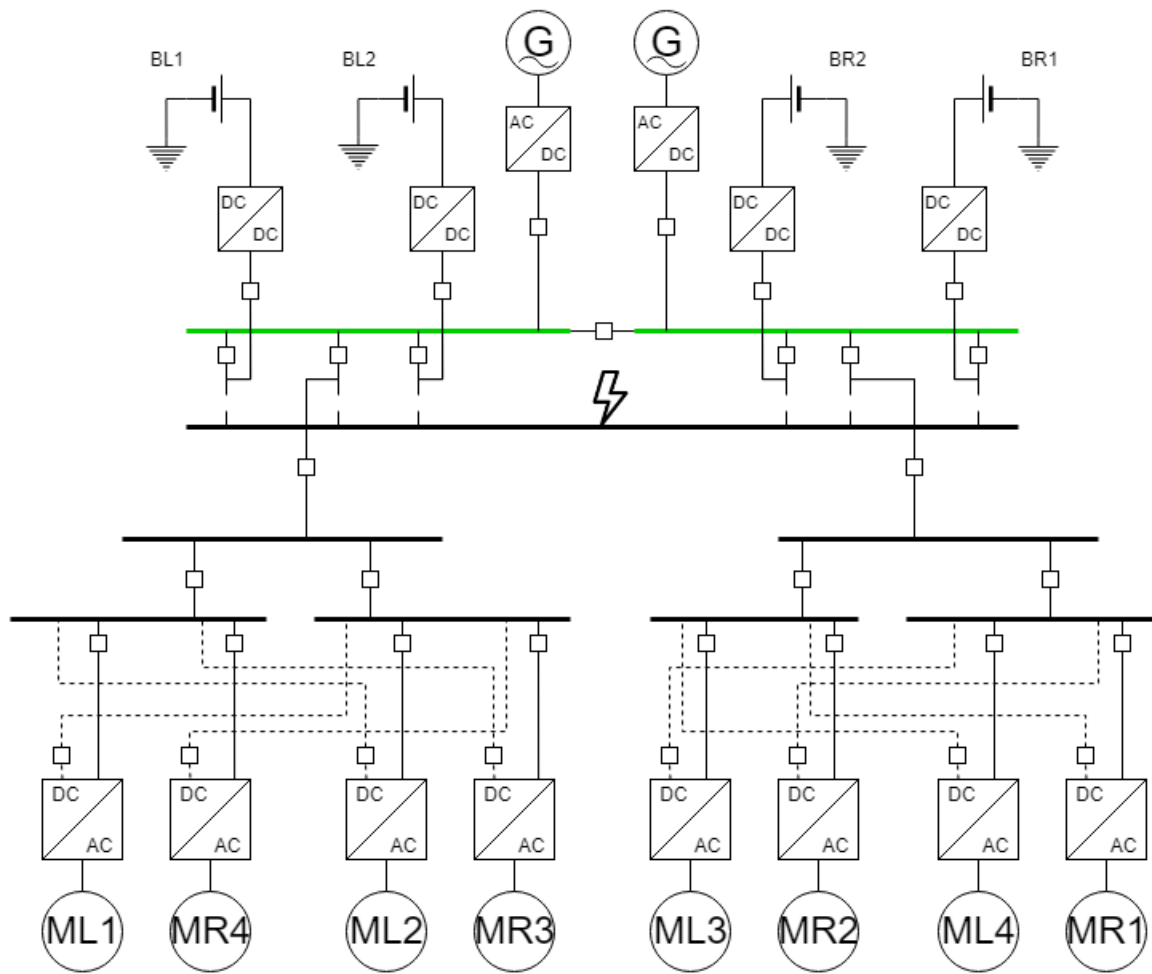 G G
BL1 BL2 BR2 BR1
AC AC
DC DC
DC DC DC DC
DC DC DC DC
DC DC DC DC DC DC DC DC
AC AC AC AC AC AC AC AC
ML1 MR4 ML2 MR3 ML3 MR2 ML4 MR1